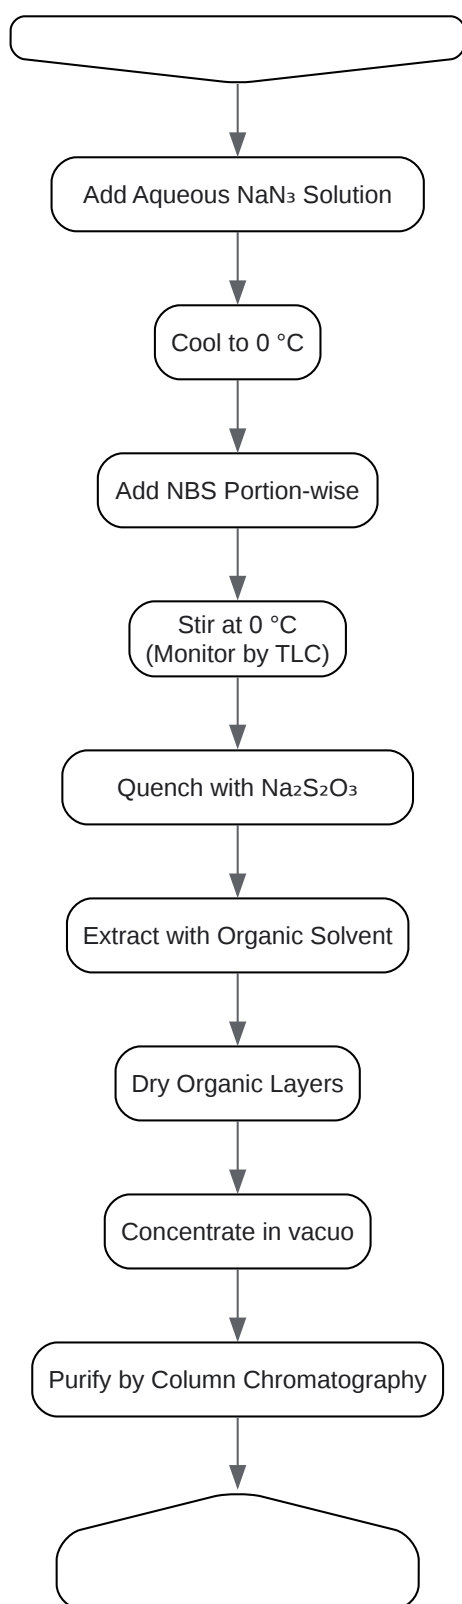 Add Aqueous NaN₃ Solution
Cool to 0 °C
Add NBS Portion-wise
Stir at 0 °C
(Monitor by TLC)
Quench with Na₂S₂O₃
Extract with Organic Solvent
Dry Organic Layers
Concentrate in vacuo
Purify by Column Chromatography